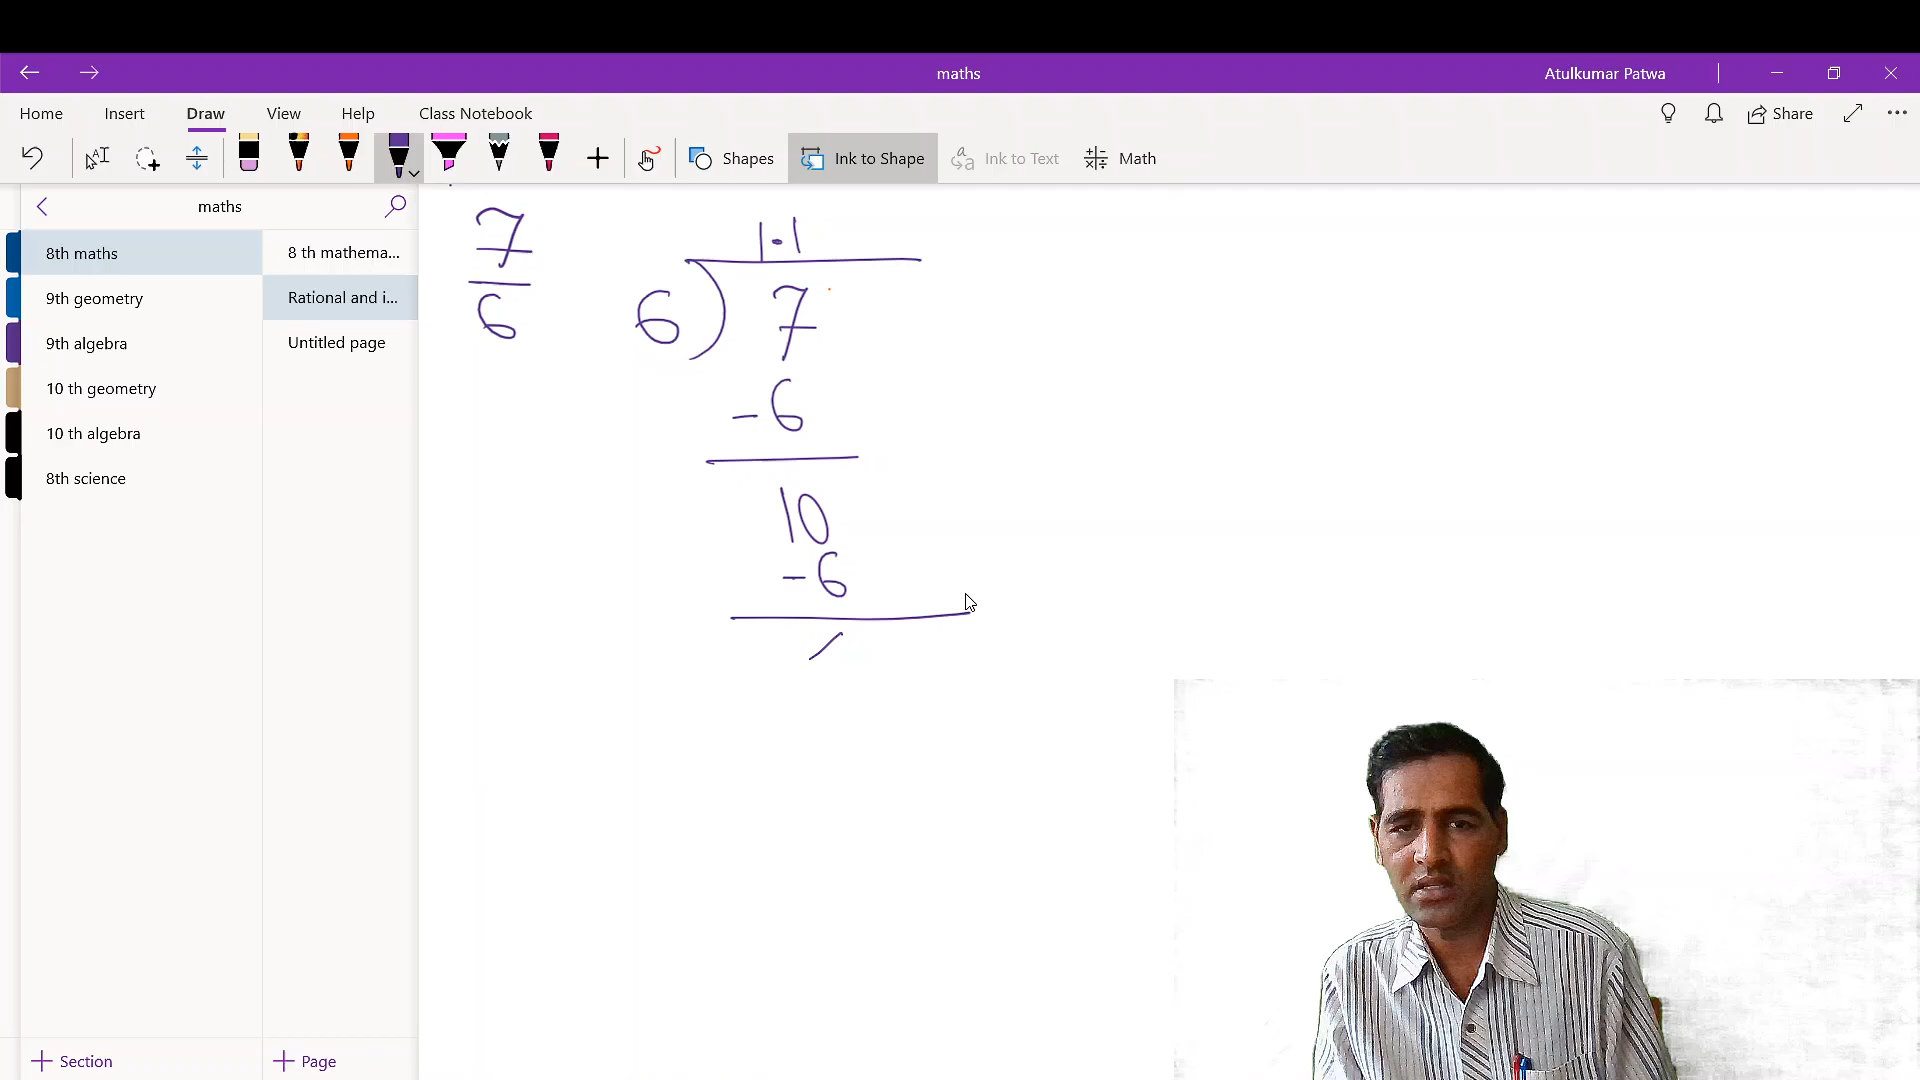 maths
Atulkumar Patwa
Home Insert Draw View Help Class Notebook
Share
Shapes Ink to Shape Ink to Text Math
maths
8th maths
9th geometry
9th algebra
10 th geometry
10 th algebra
8th science
8 th mathema...
Rational and i...
Untitled page
7
6
1.1
6) 7
-6
10
-6
+ Section
+ Page